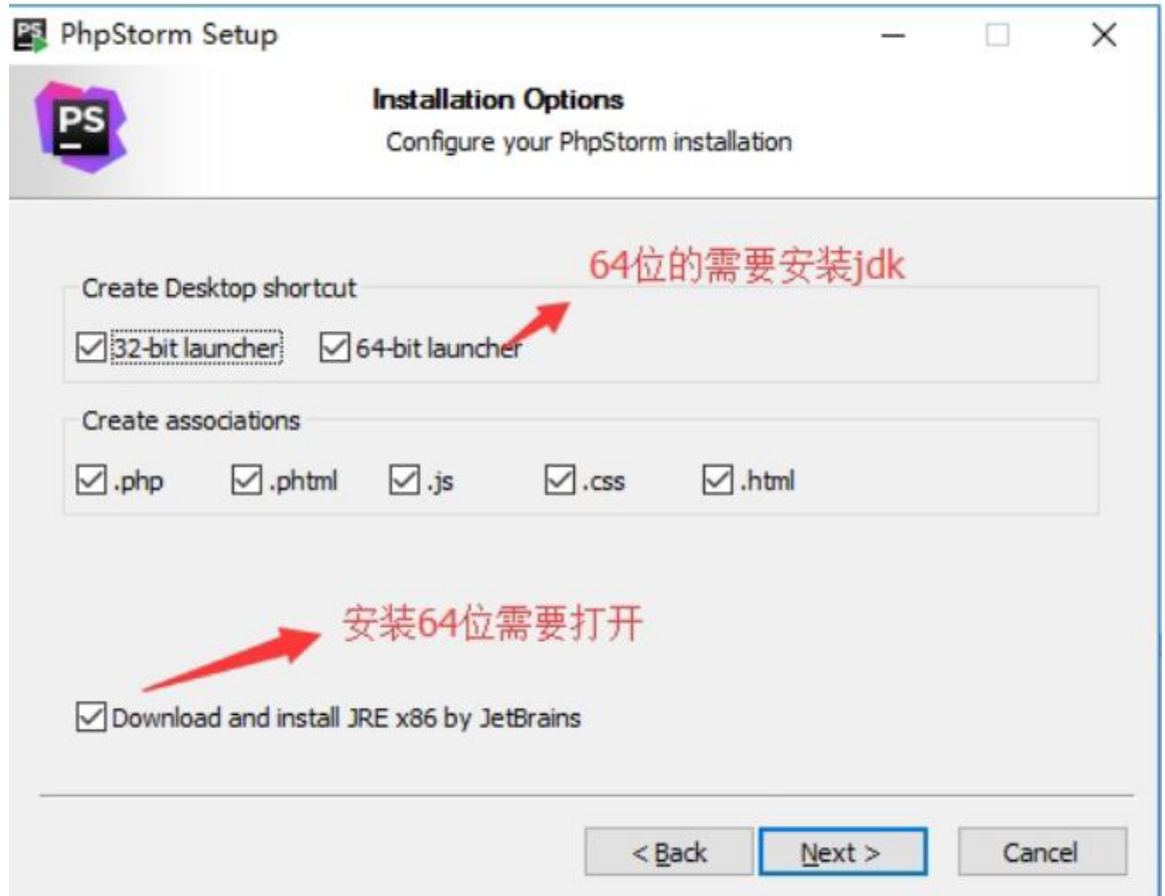 PhpStorm Setup
PS
Installation Options
Configure your PhpStorm installation
64位的需要安装jdk
Create Desktop shortcut
32-bit launcher 64-bit launcher
Create associations
.php .phtml .js .css .html
安装64位需要打开
Download and install JRE x86 by JetBrains
< Back Next > Cancel